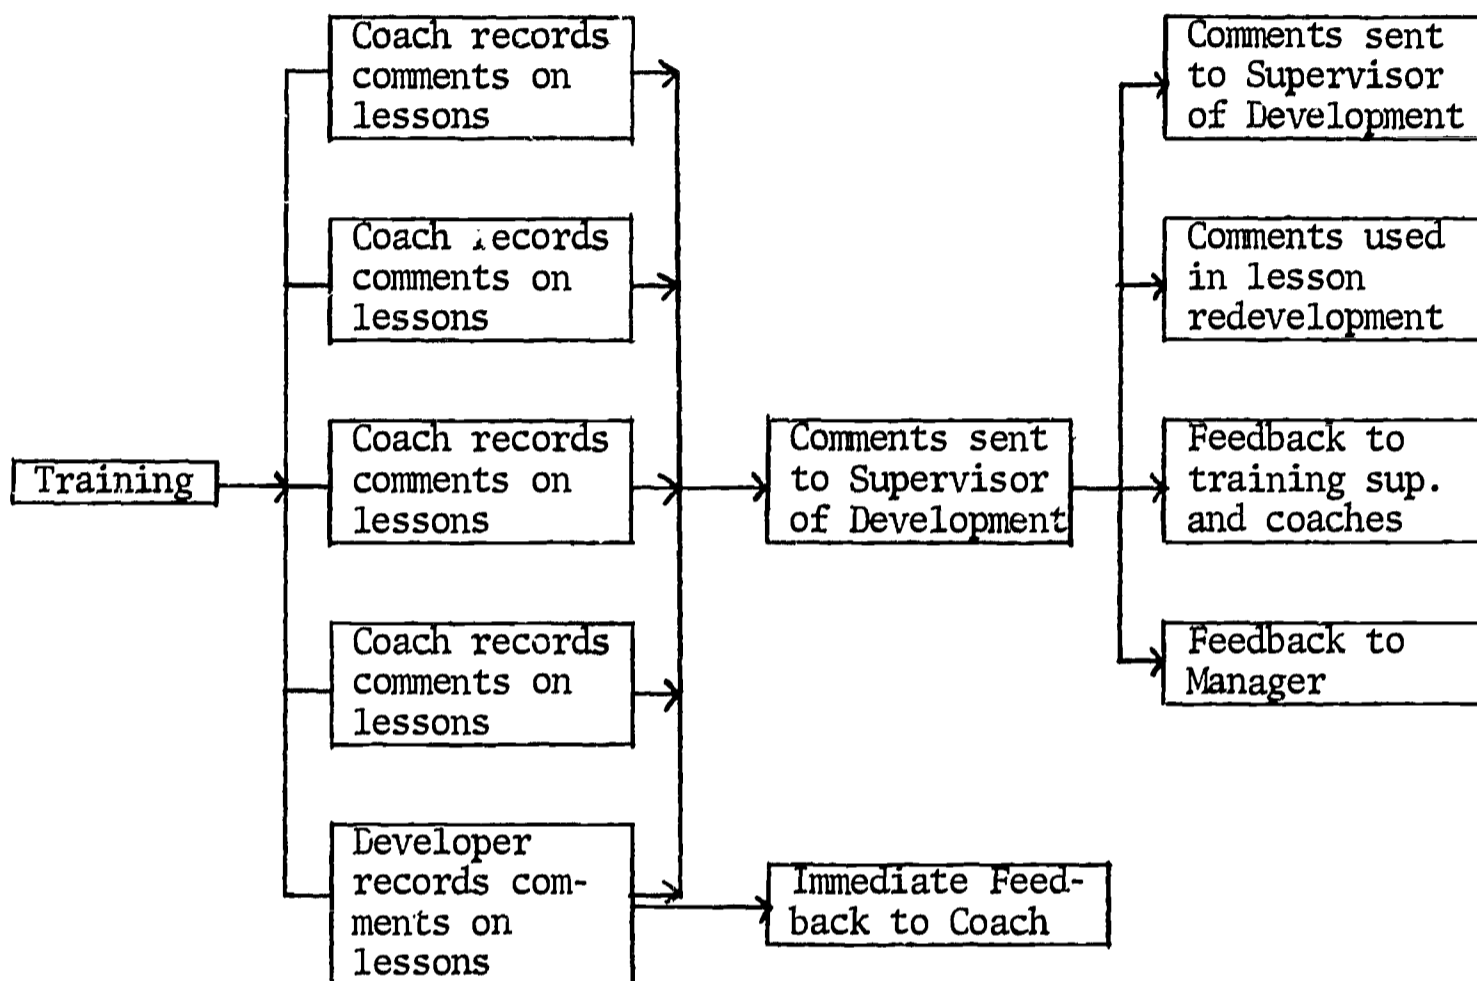 Training
Coach records
comments on
lessons
Coach records
comments on
lessons
Coach records
comments on
lessons
Coach records
comments on
lessons
Developer
records com-
ments on
lessons
Comments sent
to Supervisor
of Development
Immediate Feed-
back to Coach
Comments sent
to Supervisor
of Development
Comments used
in lesson
redevelopment
Feedback to
training sup.
and coaches
Feedback to
Manager